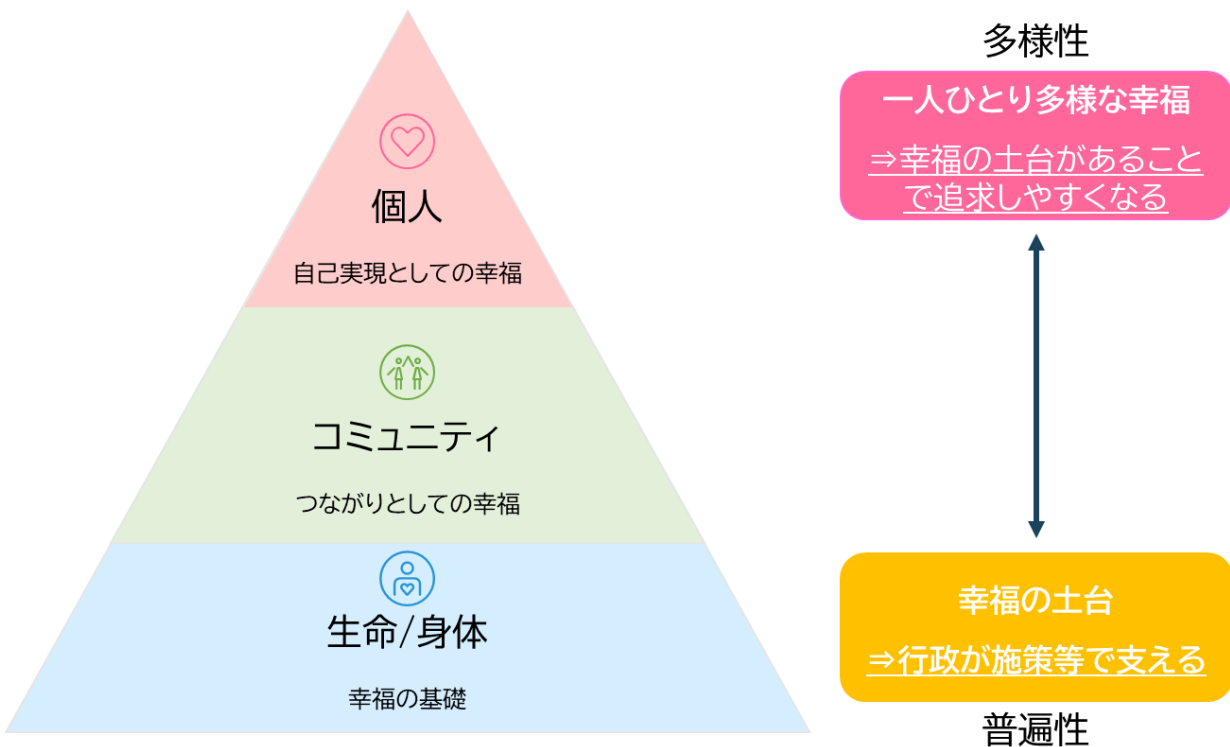 個人
自己実現としての幸福
コミュニティ
つながりとしての幸福
生命/身体
幸福の基礎
多様性
一人ひとり多様な幸福
⇒幸福の土台があること
で追求しやすくなる
幸福の土台
⇒行政が施策等で支える
普遍性